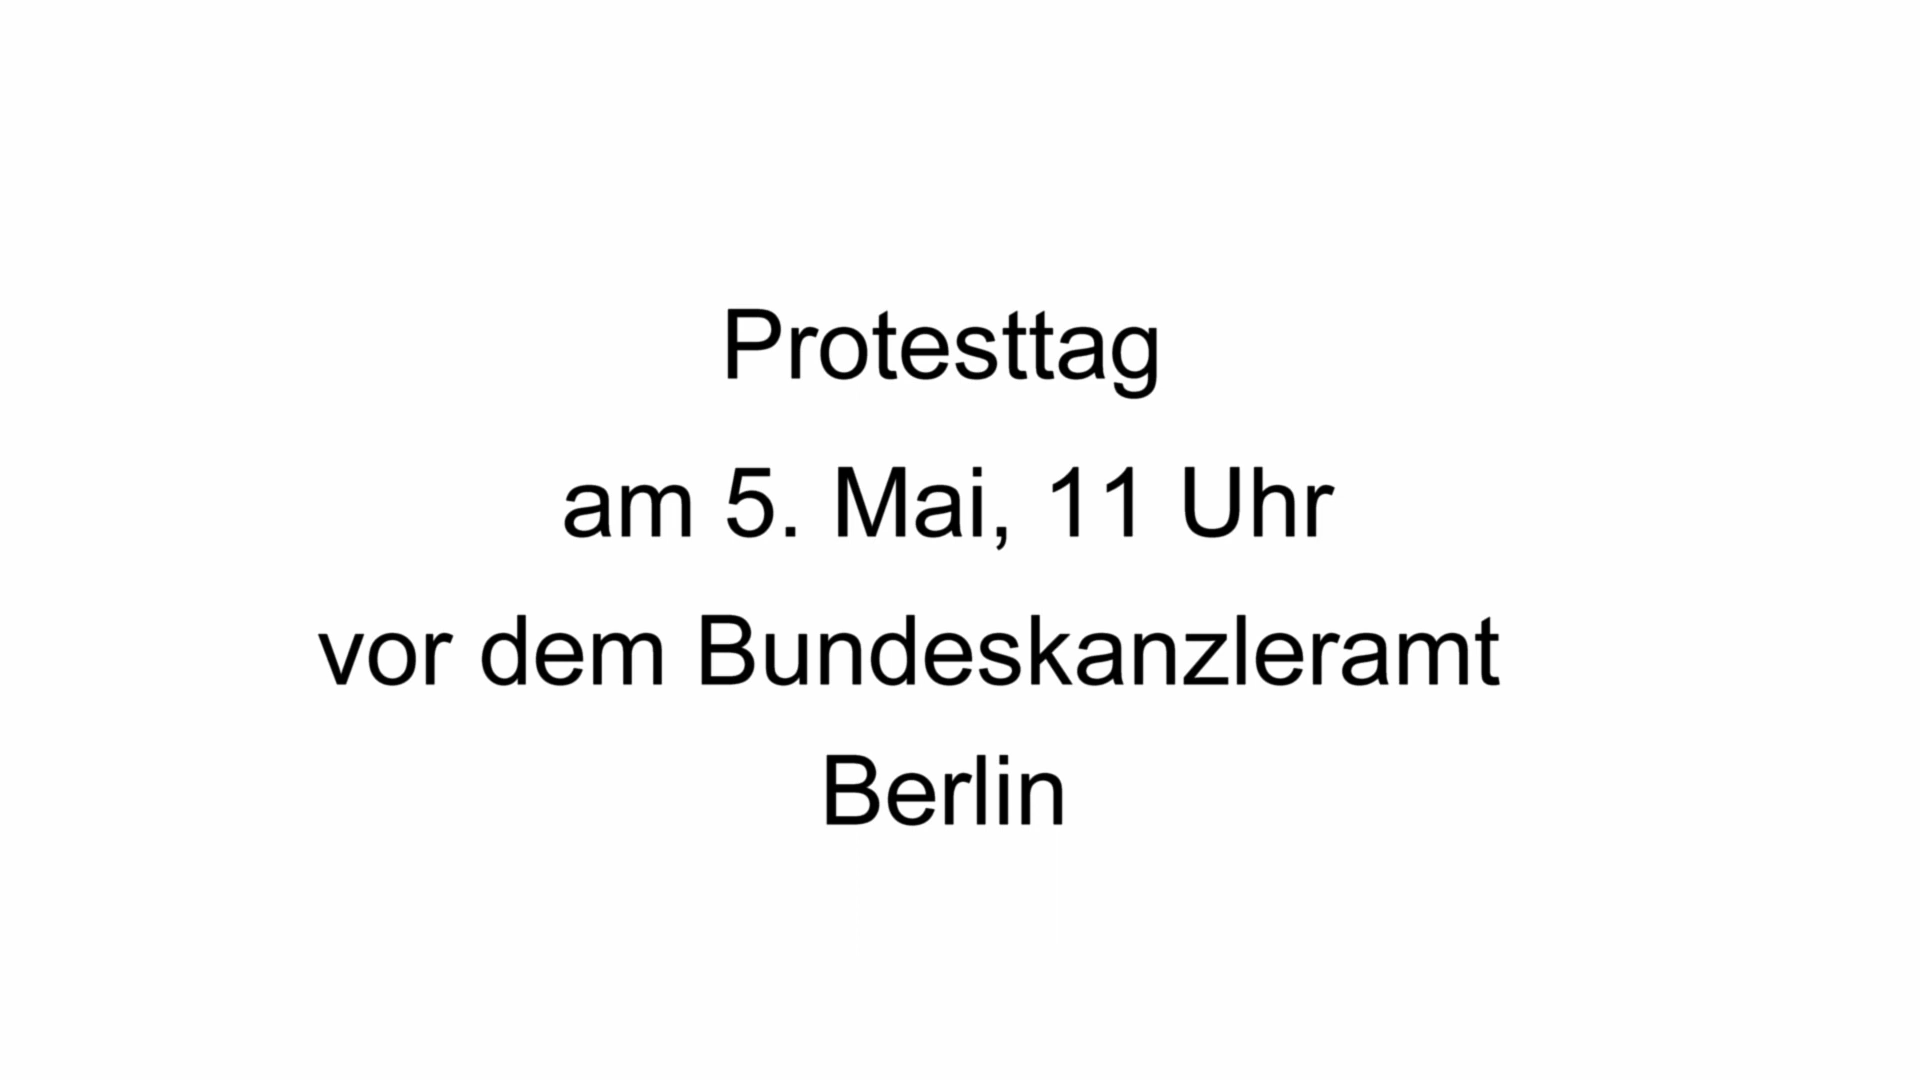 Protesttag
am 5. Mai, 11 Uhr
vor dem Bundeskanzleramt
Berlin